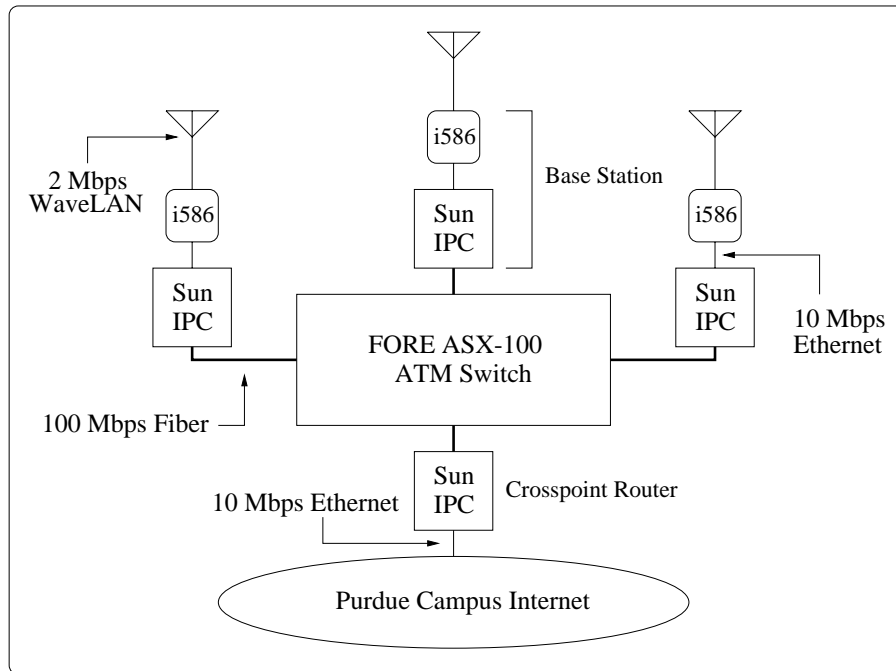 i586
Base Station
2 Mbps
WaveLAN
i586
Sun
IPC
i586
Sun
IPC
Sun
IPC
10 Mbps
Ethernet
FORE ASX-100
ATM Switch
100 Mbps Fiber
Sun
IPC
Crosspoint Router
10 Mbps Ethernet
Purdue Campus Internet